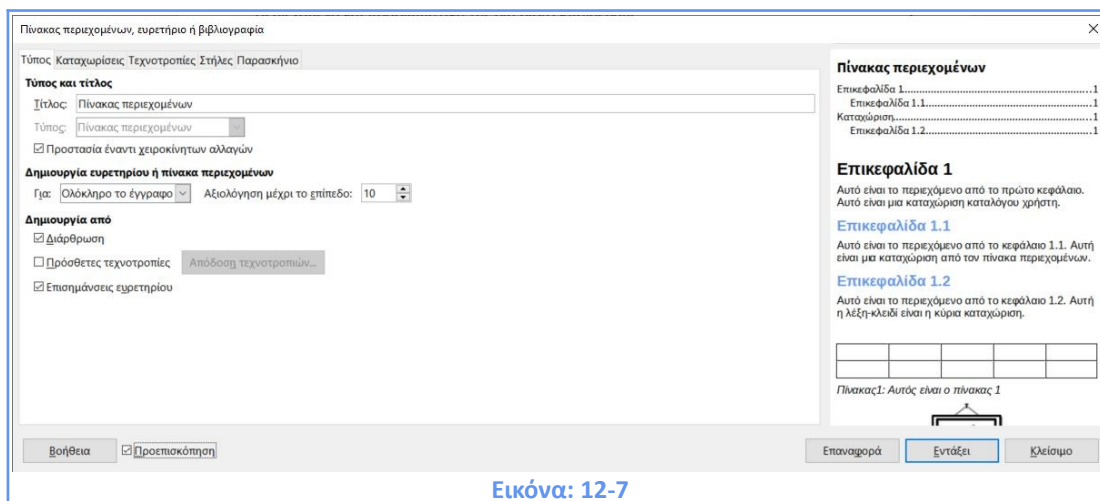 Πίνακας περιεχομένων, ευρετήριο ή βιβλιογραφία
Τύπος Καταχωρίσεις Τεχνοτροπίες Στήλες Παρασκήνιο
Τύπος και τίτλος
Τίτλος: Πίνακας περιεχομένων
Τύπος: Πίνακας περιεχομένων
Προστασία έναντι χειροκίνητων αλλαγών
Δημιουργία ευρετηρίου ή πίνακα περιεχομένων
Για: Ολόκληρο το έγγραφο Αξιολόγηση μέχρι το επίπεδο: 10
Δημιουργία από
Διάρθρωση
Πρόσθετες τεχνοτροπίες Απόδοση τεχνοτροπιών...
Επισημάνσεις ευρετηρίου
Πίνακας περιεχομένων
Επικεφαλίδα 1.....1
Επικεφαλίδα 1.1.....1
Καταχώριση.....1
Επικεφαλίδα 1.2.....1
Επικεφαλίδα 1
Αυτό είναι το περιεχόμενο από το πρώτο κεφάλαιο.
Αυτό είναι μια καταχώριση καταλόγου χρήστη.
Επικεφαλίδα 1.1
Αυτό είναι το περιεχόμενο από το κεφάλαιο 1.1. Αυτή
είναι μια καταχώριση από τον πίνακα περιεχομένων.
Επικεφαλίδα 1.2
Αυτό είναι το περιεχόμενο από το κεφάλαιο 1.2. Αυτή
η λέξη-κλειδί είναι η κύρια καταχώριση.
Πίνακας1: Αυτός είναι ο πίνακας 1
Βοήθεια Προεπισκόπηση Επαναφορά Εντάξει Κλείσιμο
Εικόνα: 12-7